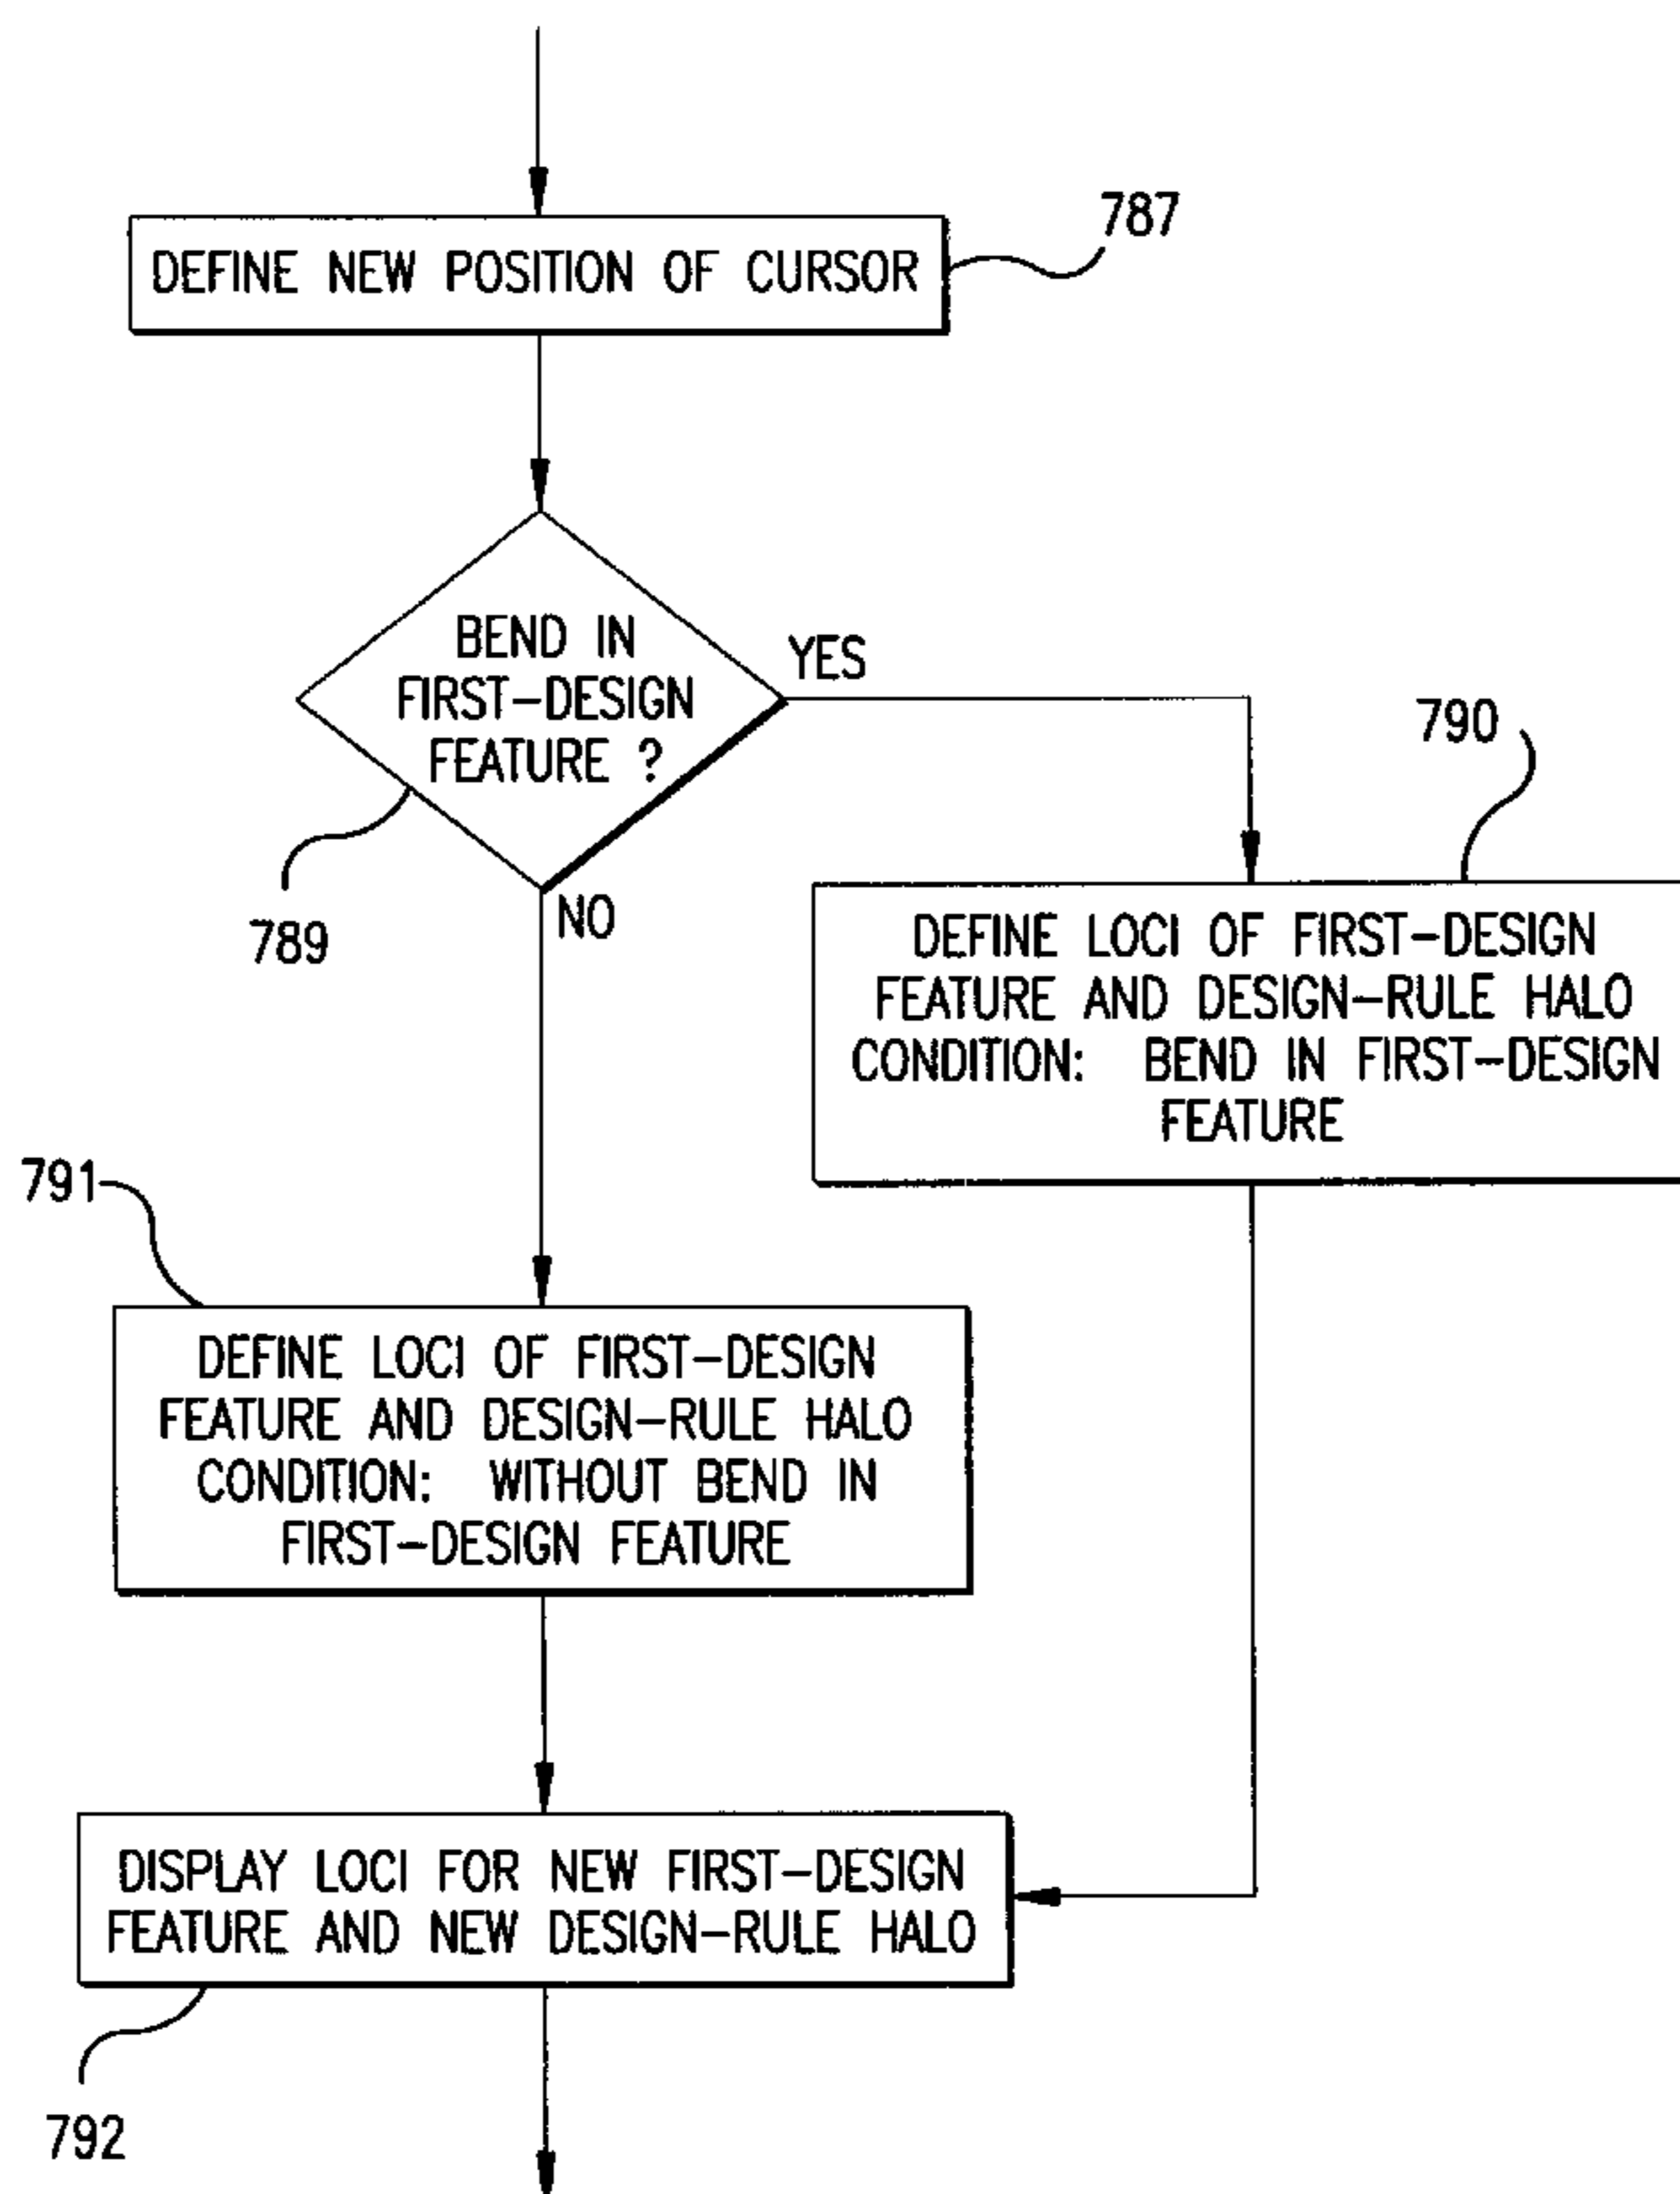 787
DEFINE NEW POSITION OF CURSOR
BEND IN
FIRST-DESIGN
FEATURE ?
YES
NO
789
790
DEFINE LOCI OF FIRST-DESIGN
FEATURE AND DESIGN-RULE HALO
CONDITION: BEND IN FIRST-DESIGN
FEATURE
791
DEFINE LOCI OF FIRST-DESIGN
FEATURE AND DESIGN-RULE HALO
CONDITION: WITHOUT BEND IN
FIRST-DESIGN FEATURE
DISPLAY LOCI FOR NEW FIRST-DESIGN
FEATURE AND NEW DESIGN-RULE HALO
792